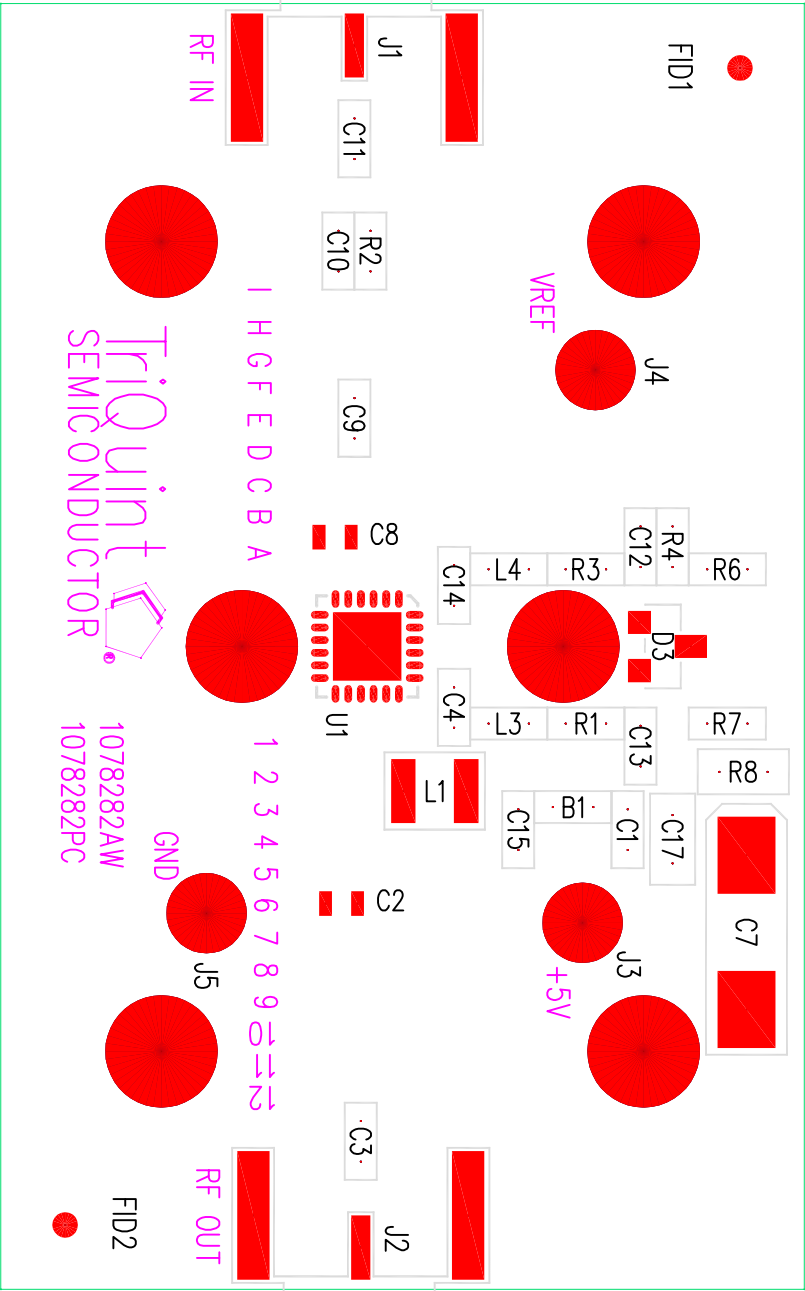 RF IN
J1
FID1
C11
C10
R2
VREF
J4
I H G F E D C B A
TriQuint
SEMICONDUCTOR
®
C9
C8
C14
L4
R3
C12
R4
R6
D3
U1
C4
L3
R1
C13
R7
R8
L1
C15
B1
C1
C17
C7
1078282AW
1078282PC
GND
J5
1 2 3 4 5 6 7 8 9 10 11 12
C2
J3
+5V
C3
RF OUT
J2
FID2